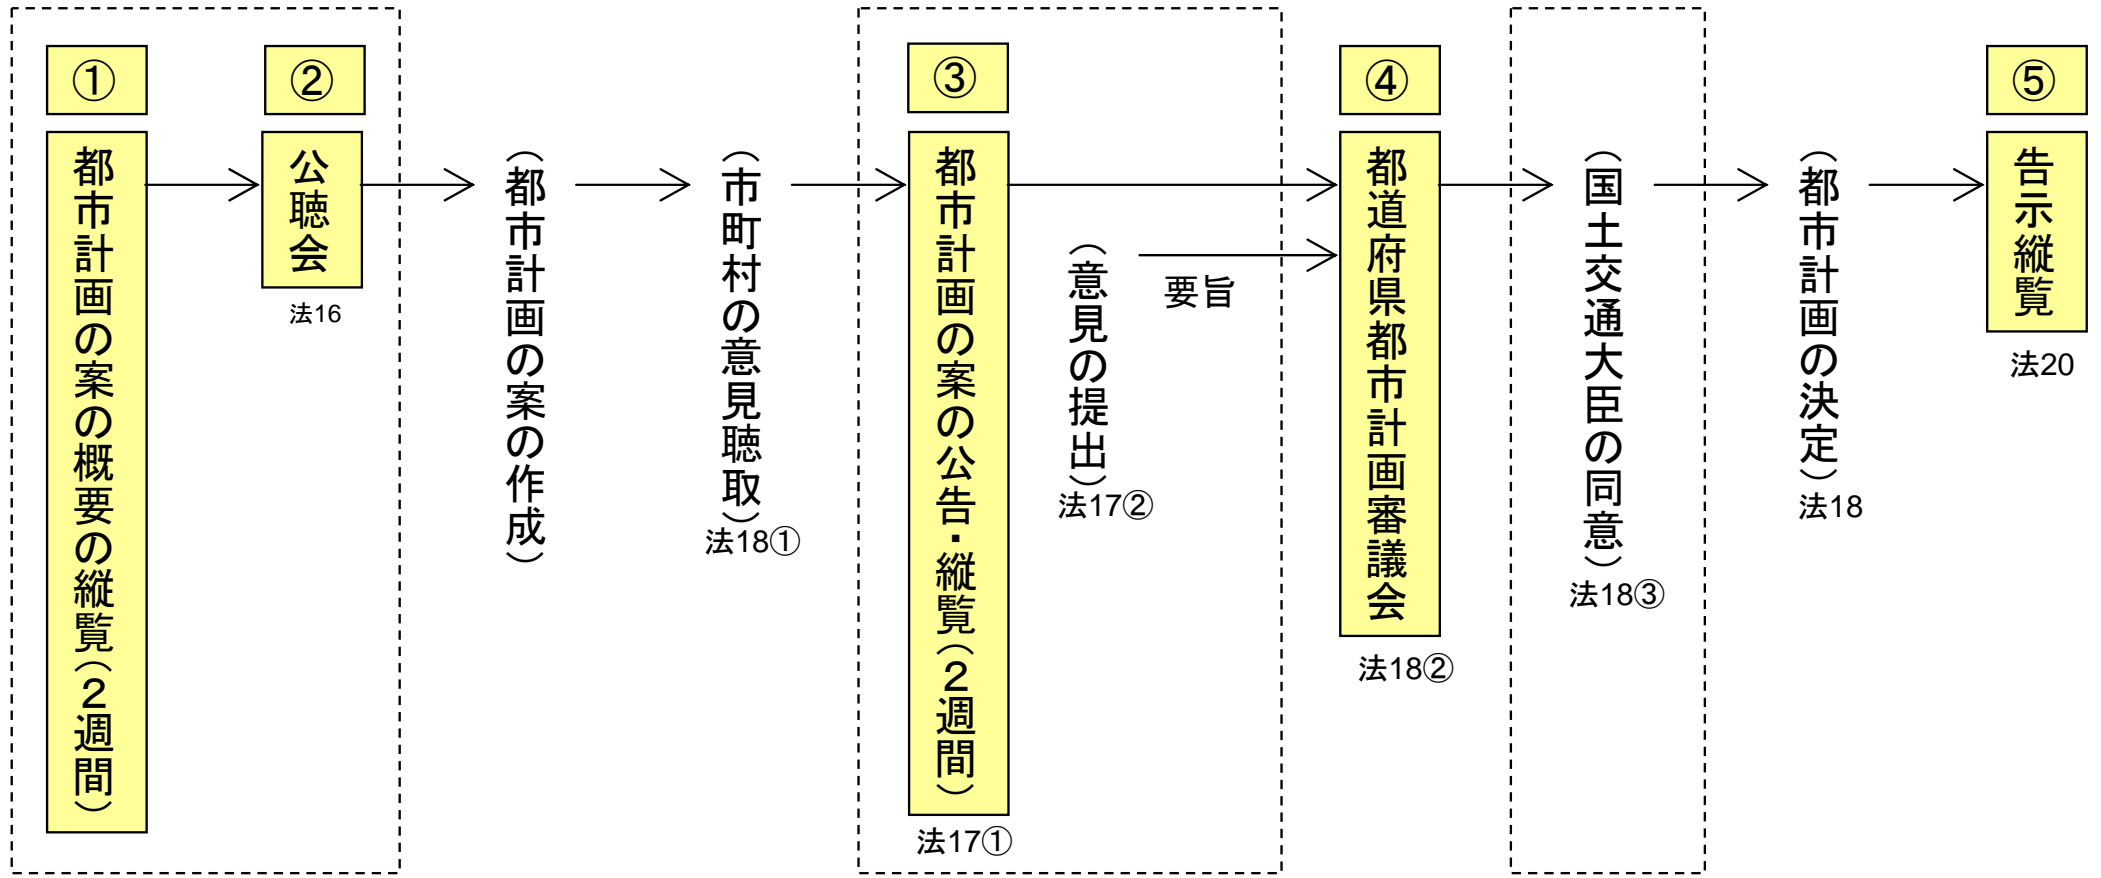 ①
都市計画の案の概要の縦覧(2週間)
②
公聴会
法16
(都市計画の案の作成)
(市町村の意見聴取)
法18①
③
都市計画の案の公告・縦覧(2週間)
法17①
(意見の提出)
法17②
要旨
④
都道府県都市計画審議会
法18②
(国土交通大臣の同意)
法18③
(都市計画の決定)
法18
⑤
告示縦覧
法20